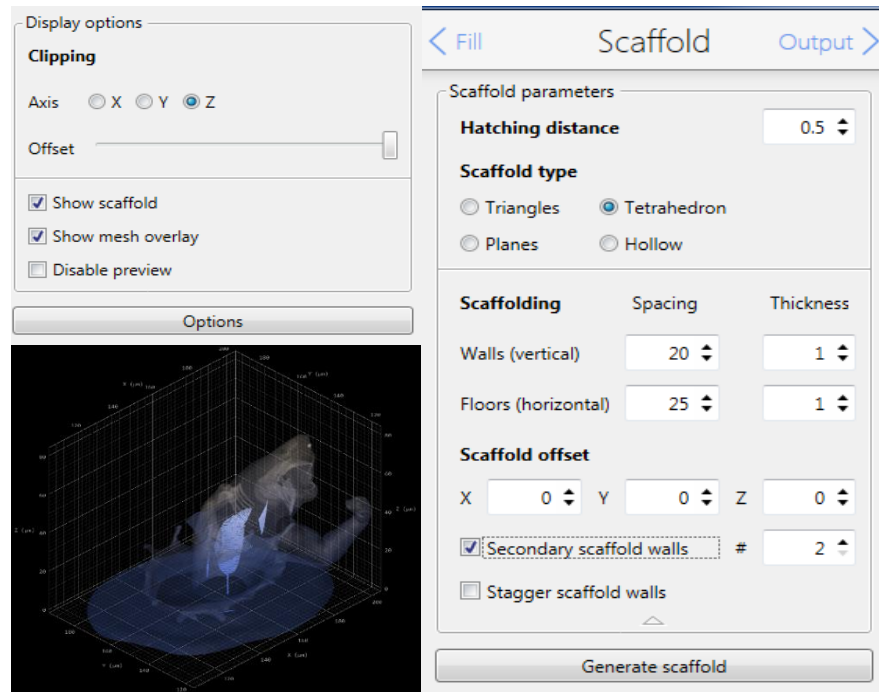 Display options
Clipping
Axis X Y Z
Offset
Show scaffold
Show mesh overlay
Disable preview
Options
Fill Scaffold Output
Scaffold parameters
Hatching distance 0.5
Scaffold type
Triangles Tetrahedron
Planes Hollow
Scaffolding Spacing Thickness
Walls (vertical) 20 1
Floors (horizontal) 25 1
Scaffold offset
X 0 Y 0 Z 0
Secondary scaffold walls # 2
Stagger scaffold walls
Generate scaffold